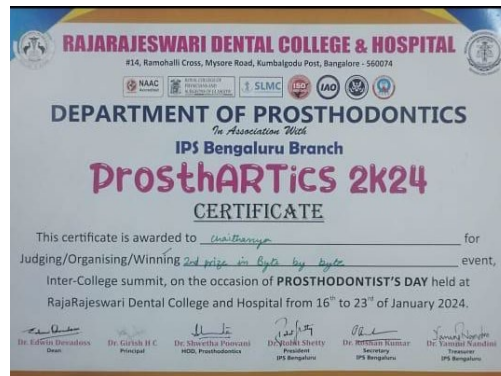 RAJARAJESWARI DENTAL COLLEGE & HOSPITAL
#14, Ramohalli Cross, Mysore Road, Kumbalgodu Post, Bangalore - 560074
NAAC
SLMC
ISO
IAO
DEPARTMENT OF PROSTHODONTICS
In Association With
IPS Bengaluru Branch
ProsthARTics 2K24
CERTIFICATE
This certificate is awarded to Chaithanya for
Judging/Organising/Winning 2nd prize in Byte by byte event,
Inter-College summit, on the occasion of PROSTHODONTIST'S DAY held at
RajaRajeswari Dental College and Hospital from 16th to 23rd of January 2024.
Dr. Edwin Devadoss Dr. Girish H C Dr. Shwetha Poovani Dr. Rohit Shetty Dr. Roshan Kumar Dr. Yamini Nandini
Dean Principal HOD, Prosthodontics President Secretary Treasurer
IPS Bengaluru IPS Bengaluru IPS Bengaluru